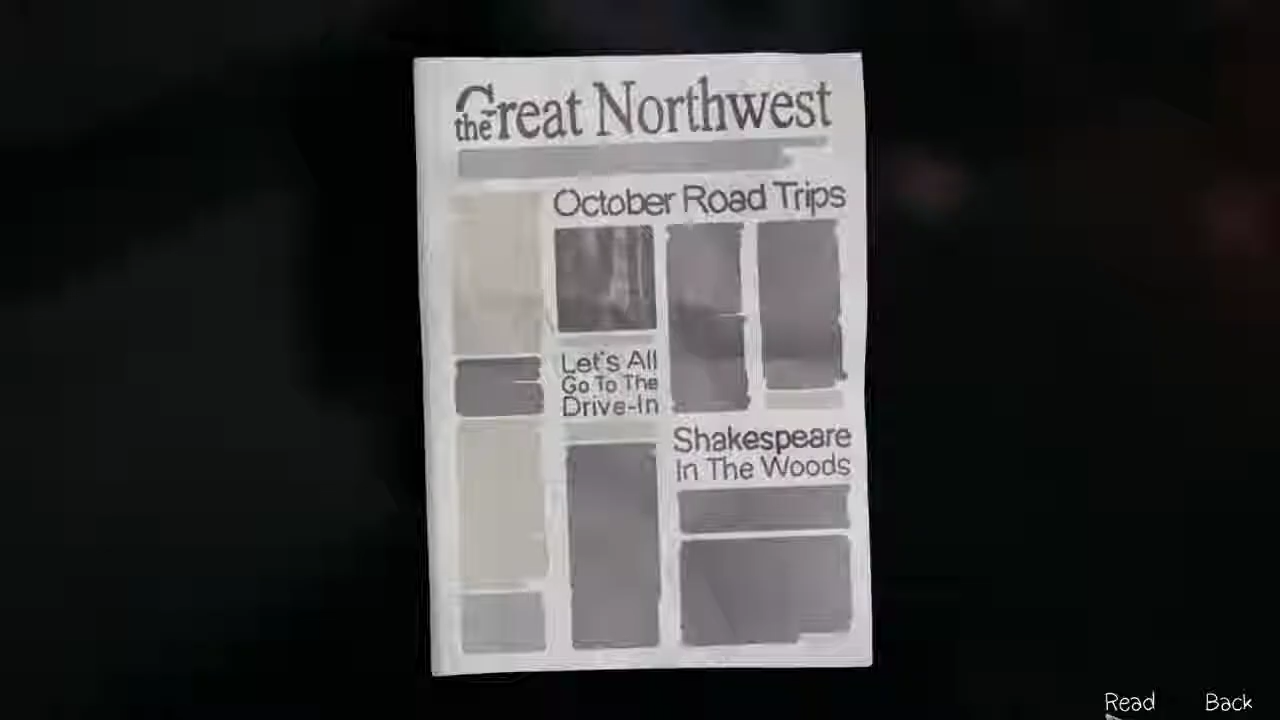 the Great Northwest
October Road Trips
Let's All
Go To The
Drive-In
Shakespeare
In The Woods
Read
Back